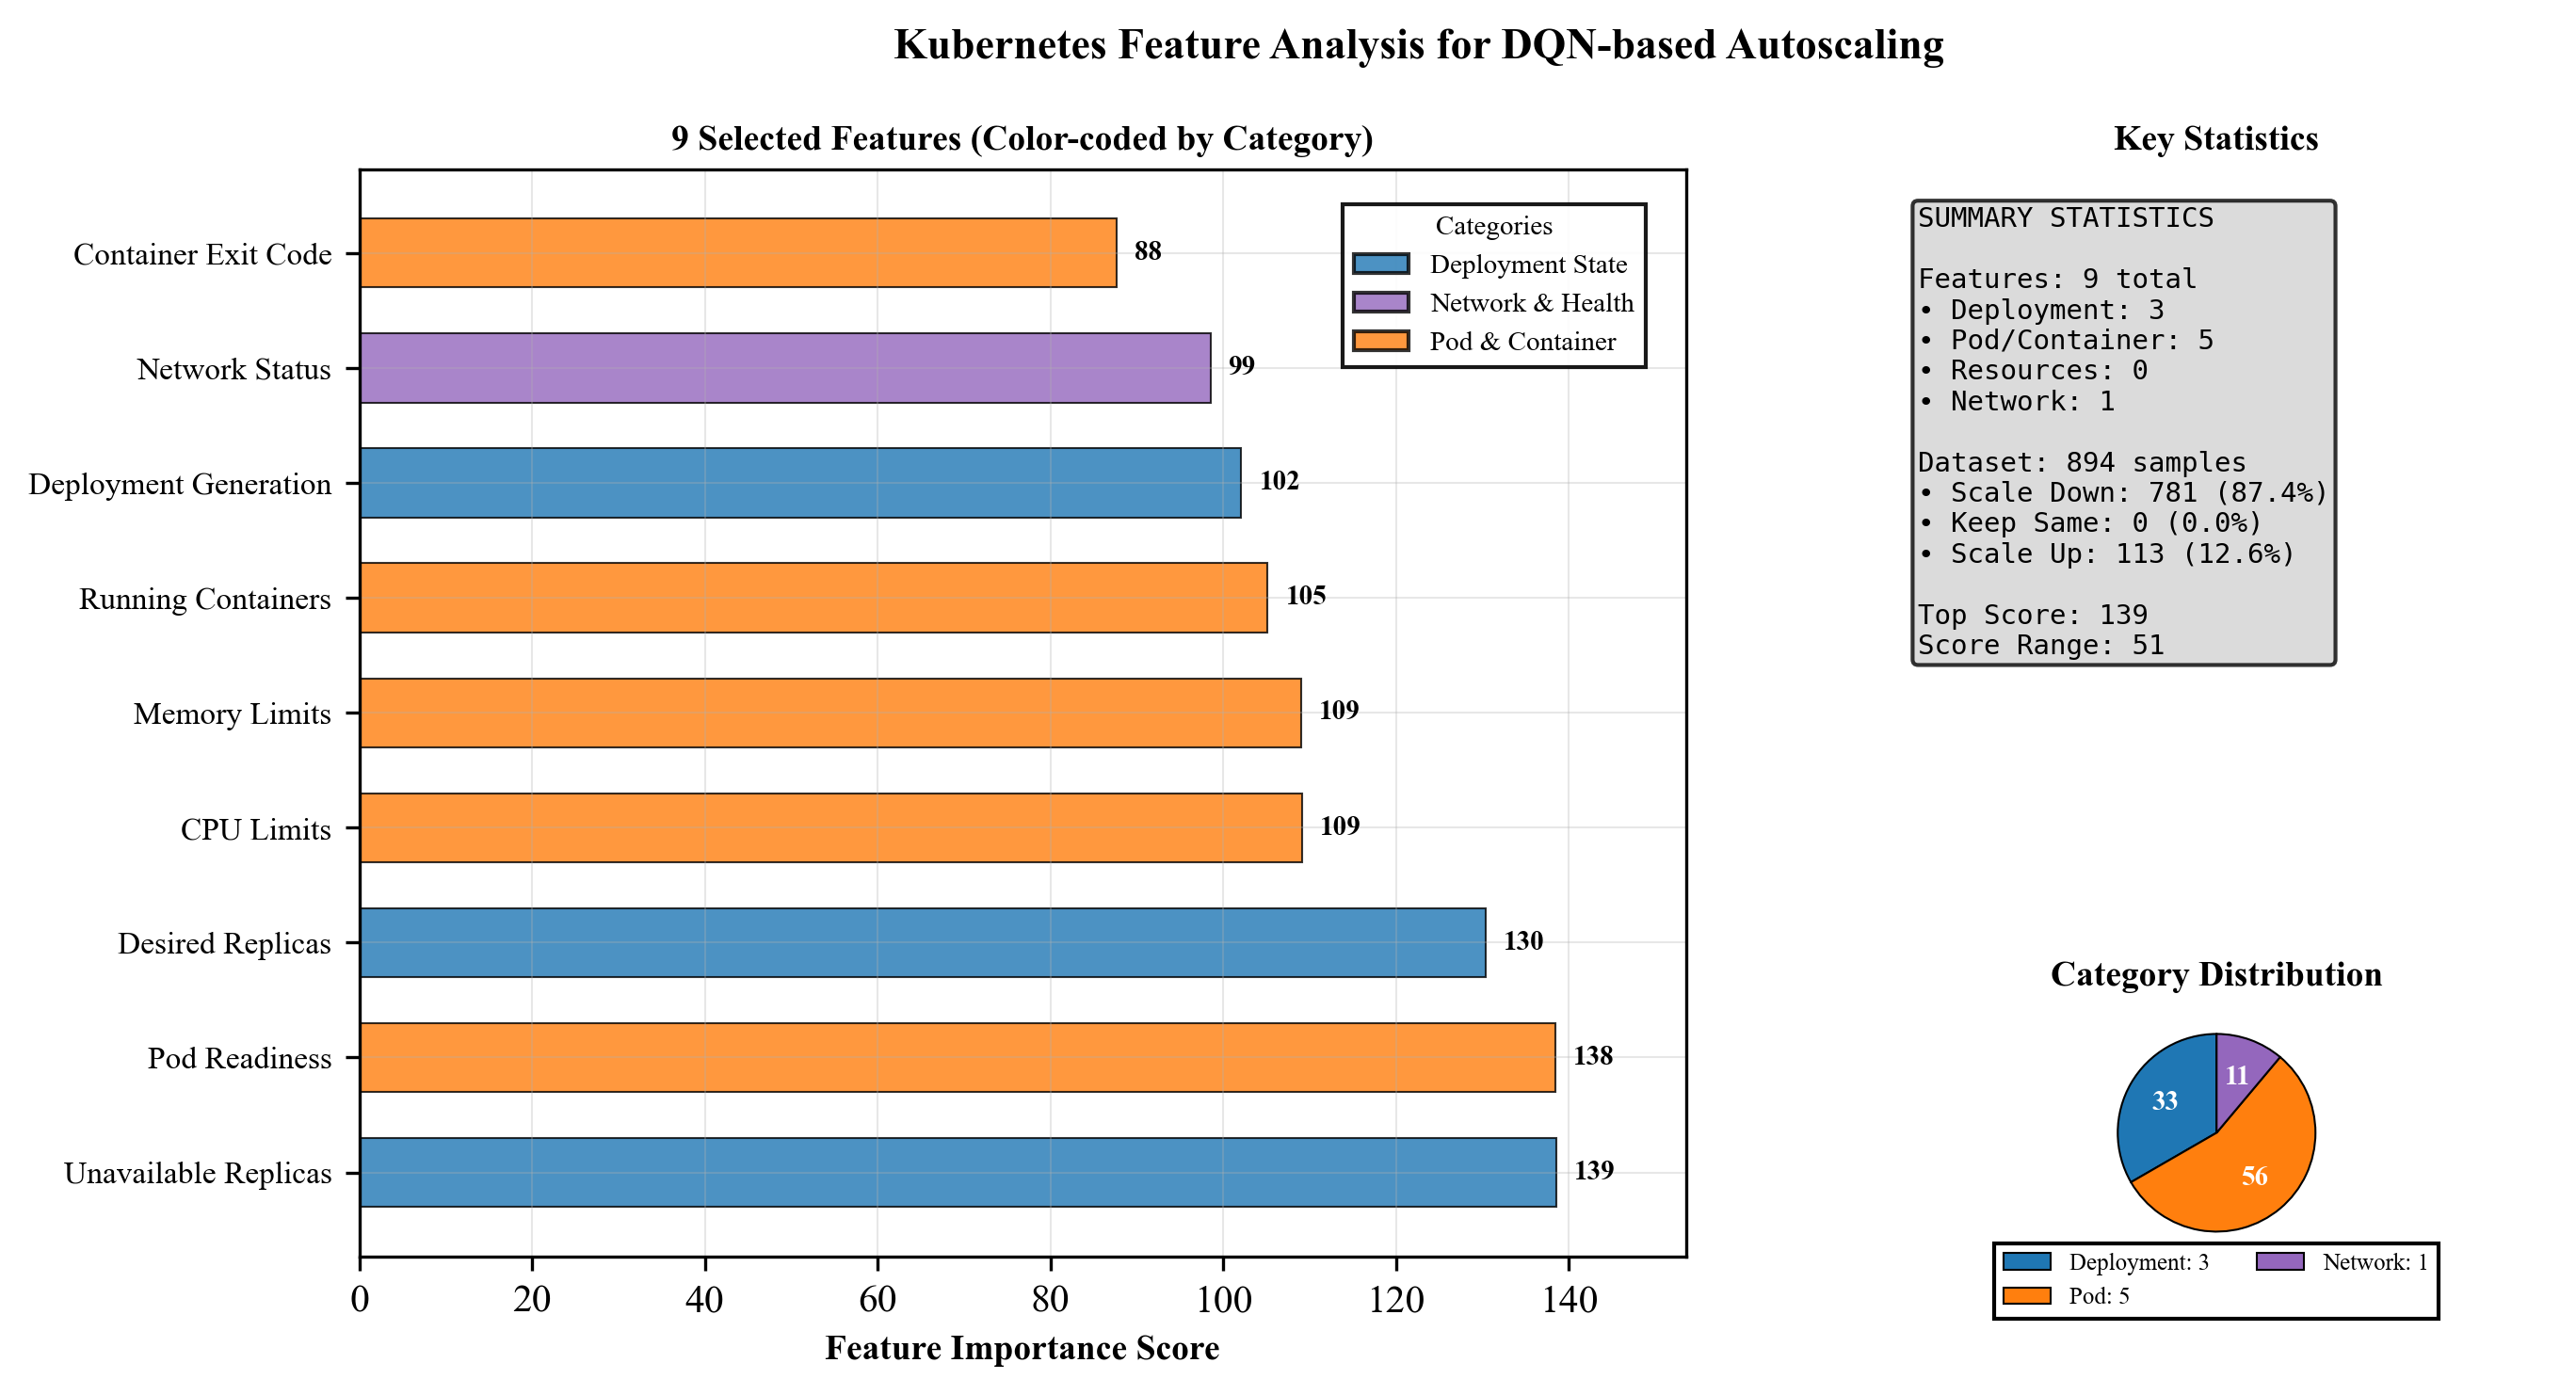 Kubernetes Feature Analysis for DQN-based Autoscaling
9 Selected Features (Color-coded by Category)
Container Exit Code
88
Network Status
99
Deployment Generation
102
Running Containers
105
Memory Limits
109
CPU Limits
109
Desired Replicas
130
Pod Readiness
138
Unavailable Replicas
139
Categories
Deployment State
Network & Health
Pod & Container
0 20 40 60 80 100 120 140
Feature Importance Score
Key Statistics
SUMMARY STATISTICS
Features: 9 total
• Deployment: 3
• Pod/Container: 5
• Resources: 0
• Network: 1
Dataset: 894 samples
• Scale Down: 781 (87.4%)
• Keep Same: 0 (0.0%)
• Scale Up: 113 (12.6%)
Top Score: 139
Score Range: 51
Category Distribution
11
33
56
Deployment: 3
Network: 1
Pod: 5